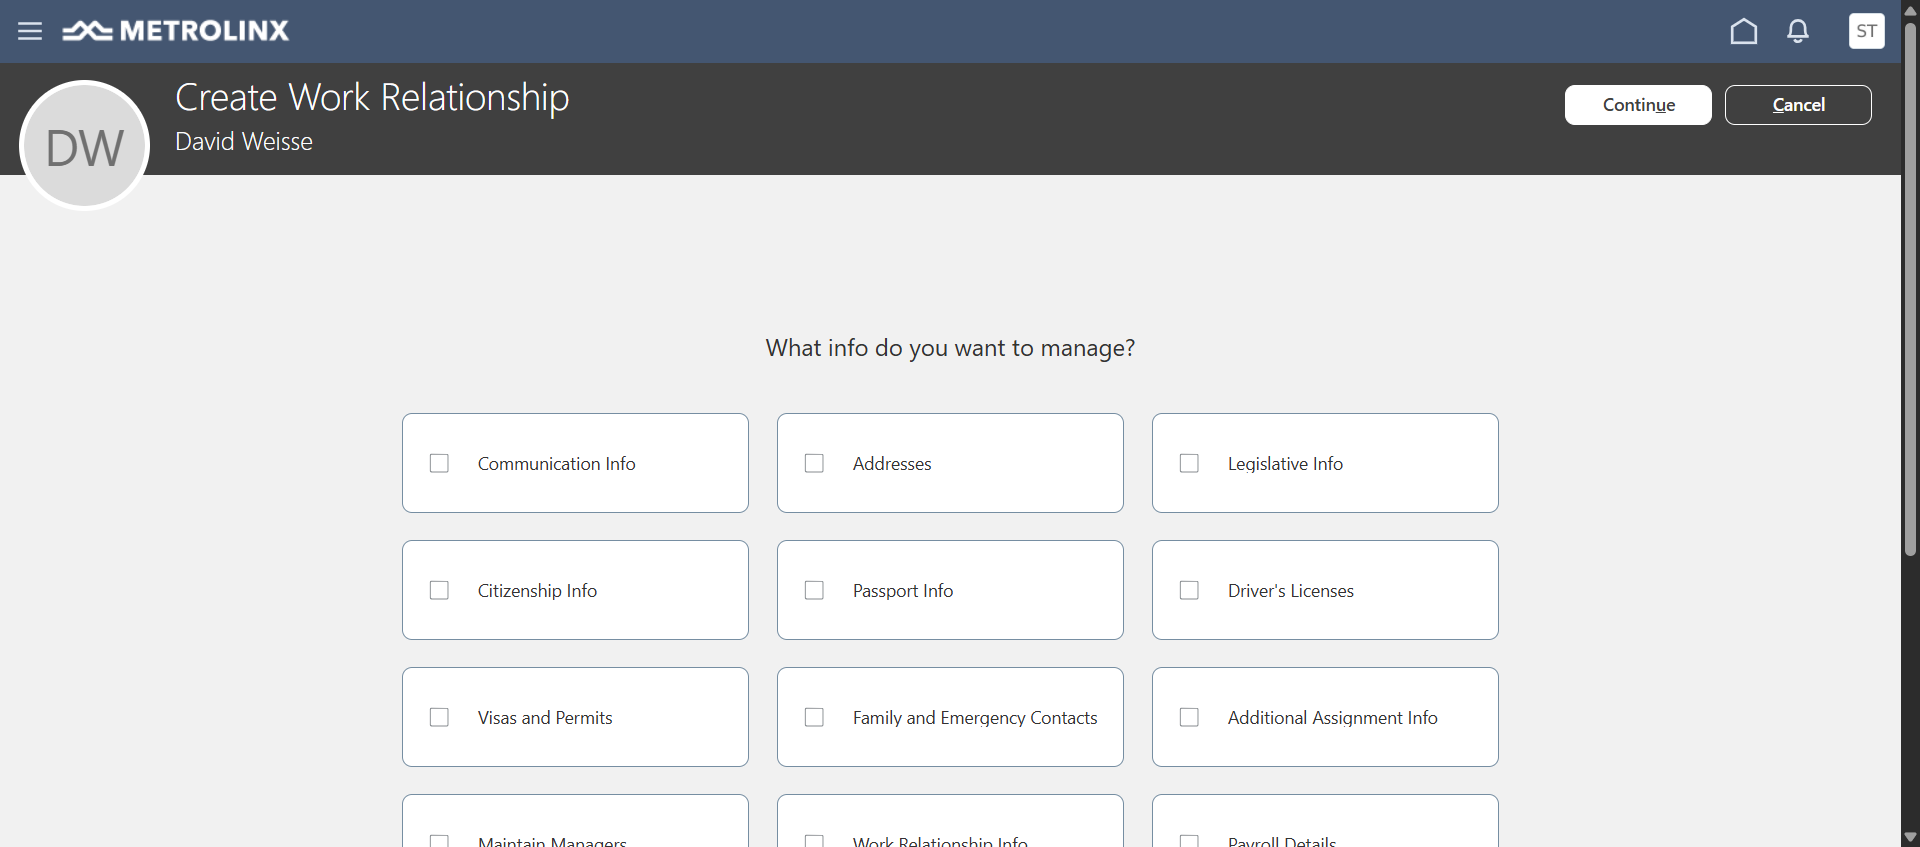 METROLINX
ST
DW
Create Work Relationship
David Weisse
Continue
Cancel
What info do you want to manage?
Communication Info
Addresses
Legislative Info
Citizenship Info
Passport Info
Driver's Licenses
Visas and Permits
Family and Emergency Contacts
Additional Assignment Info
Maintain Managers
Work Relationship Info
Payroll Details